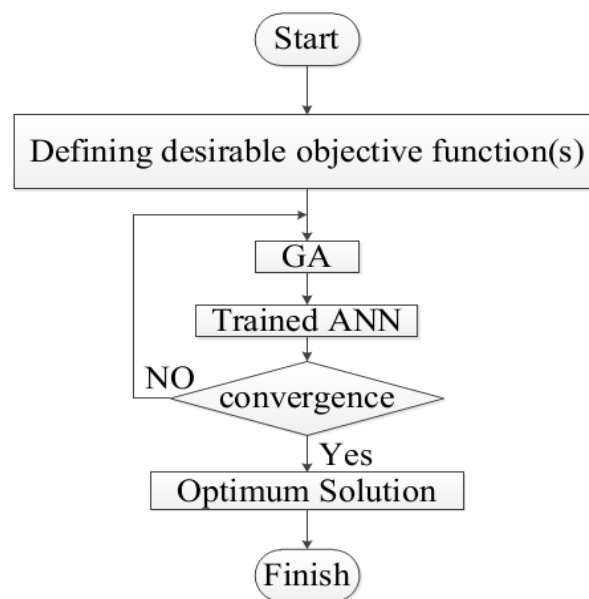 Start
Defining desirable objective function(s)
GA
Trained ANN
NO
convergence
Yes
Optimum Solution
Finish